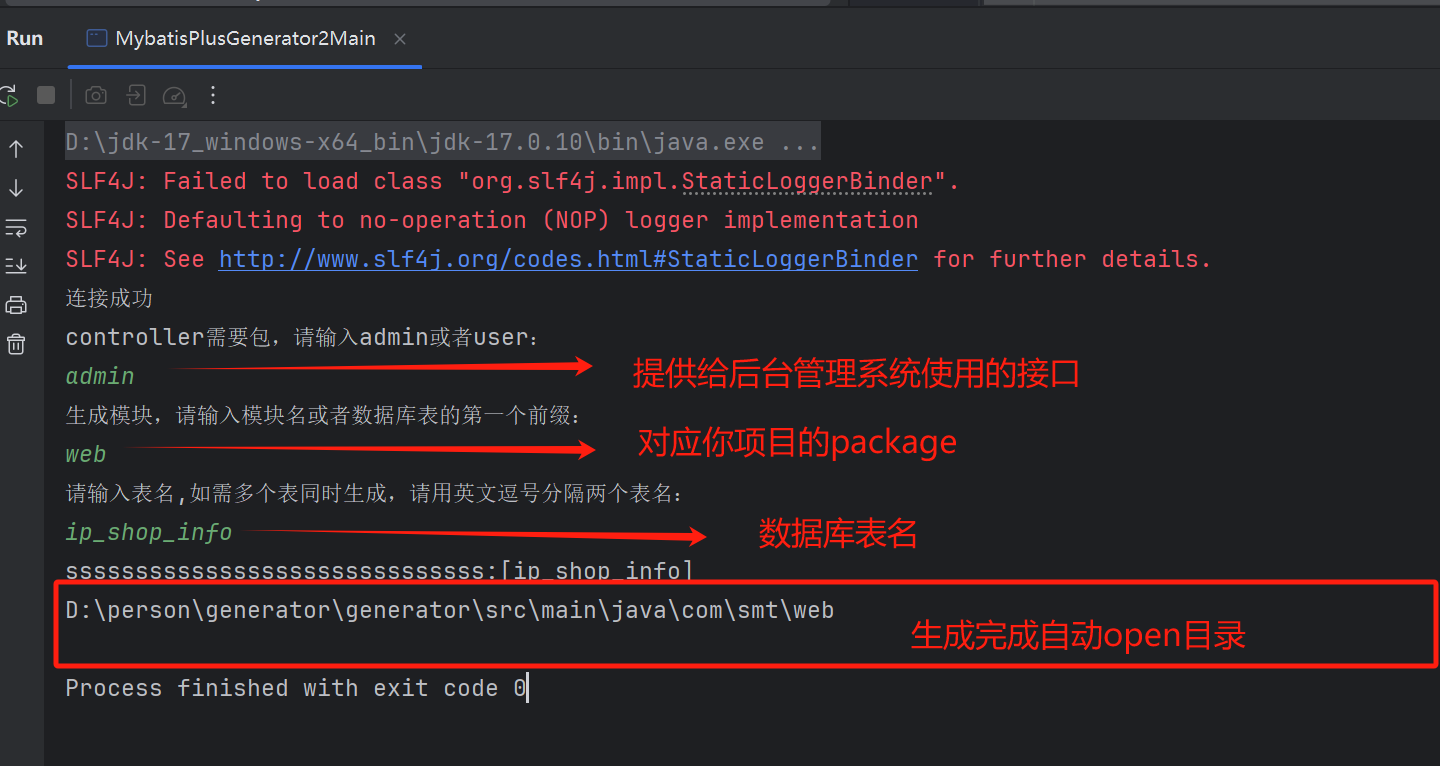 Run MybatisPlusGenerator2Main
D:\jdk-17_windows-x64_bin\jdk-17.0.10\bin\java.exe ...
SLF4J: Failed to load class "org.slf4j.impl.StaticLoggerBinder".
SLF4J: Defaulting to no-operation (NOP) logger implementation
SLF4J: See http://www.slf4j.org/codes.html#StaticLoggerBinder for further details.
连接成功
controller需要包，请输入admin或者user：
admin 提供给后台管理系统使用的接口
生成模块，请输入模块名或者数据库表的第一个前缀：
web 对应你项目的package
请输入表名,如需多个表同时生成，请用英文逗号分隔两个表名：
ip_shop_info 数据库表名
ssssssssssssssssssssssssssssss:[ip_shop_info]
D:\person\generator\generator\src\main\java\com\smt\web
生成完成自动open目录
Process finished with exit code 0